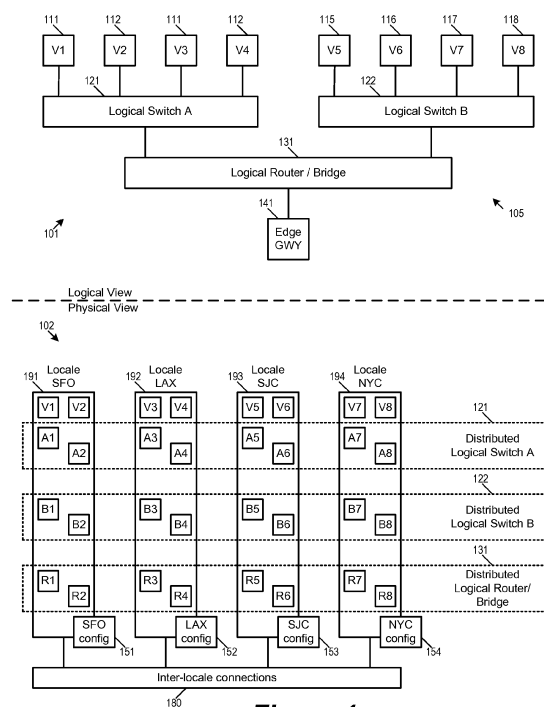 111 112 111 112 115 116 117 118
V1 V2 V3 V4 V5 V6 V7 V8
121 122
Logical Switch A Logical Switch B
131
Logical Router / Bridge
141 105
101
Edge
GWY
Logical View
Physical View
102
Locale SFO
Locale LAX
Locale SJC
Locale NYC
191 192 193 194
V1 V2 V3 V4 V5 V6 V7 V8
121
A1 A3 A5 A7
A2 A4 A6 A8
Distributed
Logical Switch A
122
B1 B3 B5 B7
B2 B4 B6 B8
Distributed
Logical Switch B
131
R1 R3 R5 R7
R2 R4 R6 R8
Distributed
Logical Router/
Bridge
SFO config
LAX config
SJC config
NYC config
151 152 153 154
Inter-locale connections
180